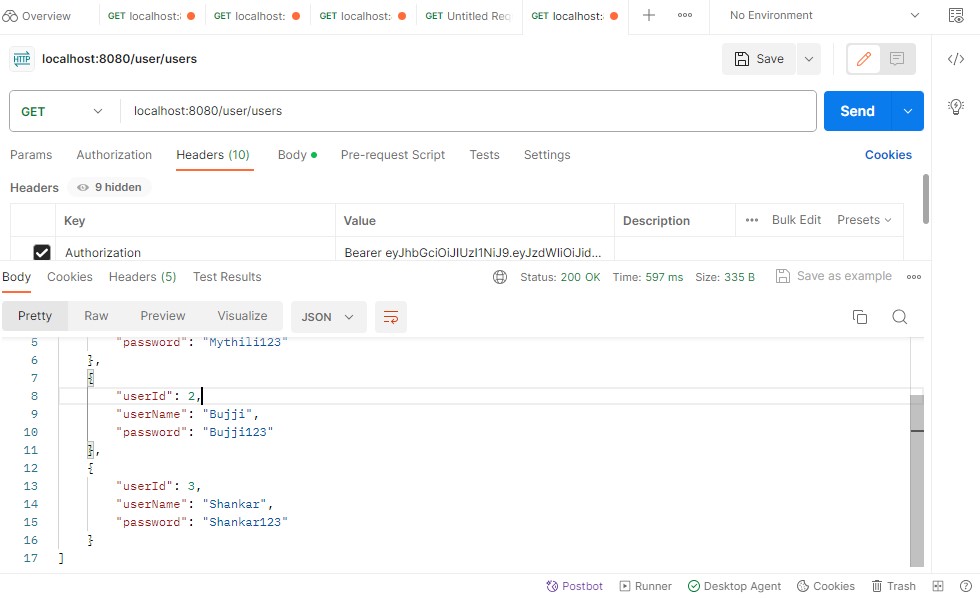 Overview GET localhost: GET localhost: GET localhost: GET Untitled Req GET localhost: No Environment
HTTP localhost:8080/user/users Save
GET localhost:8080/user/users Send
Params Authorization Headers (10) Body Pre-request Script Tests Settings Cookies
Headers 9 hidden
Key Value Description Bulk Edit Presets
Authorization Bearer eyJhbGciOiJIUzI1NiJ9.eyJzdWIiOiJid...
Body Cookies Headers (5) Test Results Status: 200 OK Time: 597 ms Size: 335 B Save as example
Pretty Raw Preview Visualize JSON
5 "password": "Mythili123"
6 },
7 {
8 "userId": 2,
9 "userName": "Bujji",
10 "password": "Bujji123"
11 },
12 {
13 "userId": 3,
14 "userName": "Shankar",
15 "password": "Shankar123"
16 }
17 ]
Postbot Runner Desktop Agent Cookies Trash